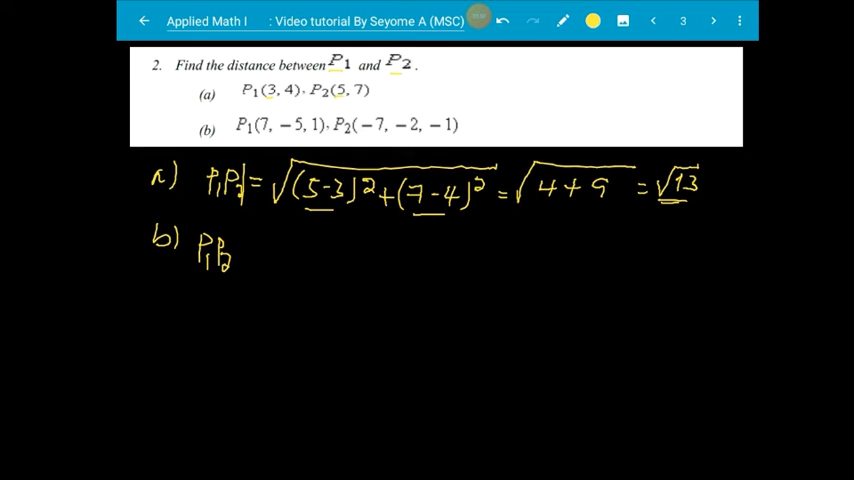 Applied Math I : Video tutorial By Seyome A (MSC) 3
2. Find the distance between P1 and P2 .
(a) P₁(3, 4), P₂(5, 7)
(b) P₁(7, −5, 1), P₂(−7, −2, −1)
a) P₁P₂| = √(5-3)² + (7-4)² = √4+9 = √13
b) P₁P₂